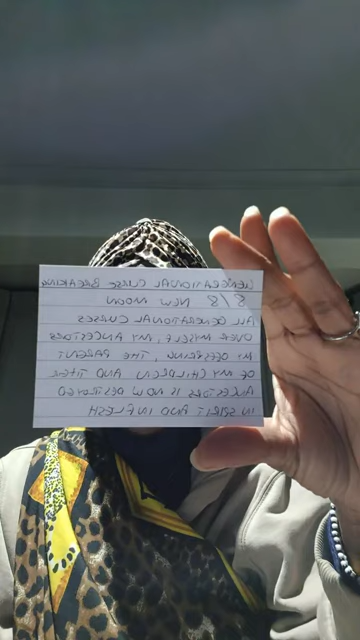 GENERATIONAL CURSE BREAKING
8/8 NEW MOON
ALL GENERATIONAL CURSES
OVER MYSELF, MY ANCESTORS
MY OFFSPRING, THE PARENT
OF MY CHILDREN AND THEIR
ANCESTORS IS NOW DESTROYED
IN SPIRIT AND IN FLESH